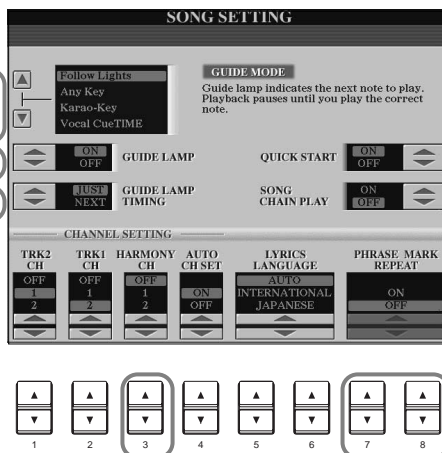 SONG SETTING
Follow Lights
Any Key
Karao-Key
Vocal CueTIME
GUIDE MODE
Guide lamp indicates the next note to play.
Playback pauses until you play the correct
note.
ON
OFF
GUIDE LAMP
QUICK START
ON
OFF
JUST
NEXT
GUIDE LAMP
TIMING
SONG
CHAIN PLAY
ON
OFF
CHANNEL SETTING
TRK2
CH
TRK1
CH
HARMONY
CH
AUTO
CH SET
LYRICS
LANGUAGE
PHRASE MARK
REPEAT
OFF
1
2
OFF
1
2
OFF
1
2
ON
OFF
AUTO
INTERNATIONAL
JAPANESE
ON
OFF
1 2 3 4 5 6 7 8